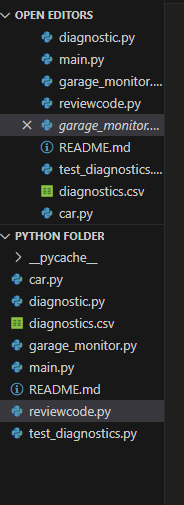 OPEN EDITORS
diagnostic.py
main.py
garage_monitor....
reviewcode.py
garage_monitor....
README.md
test_diagnostics....
diagnostics.csv
car.py
PYTHON FOLDER
__pycache__
car.py
diagnostic.py
diagnostics.csv
garage_monitor.py
main.py
README.md
reviewcode.py
test_diagnostics.py